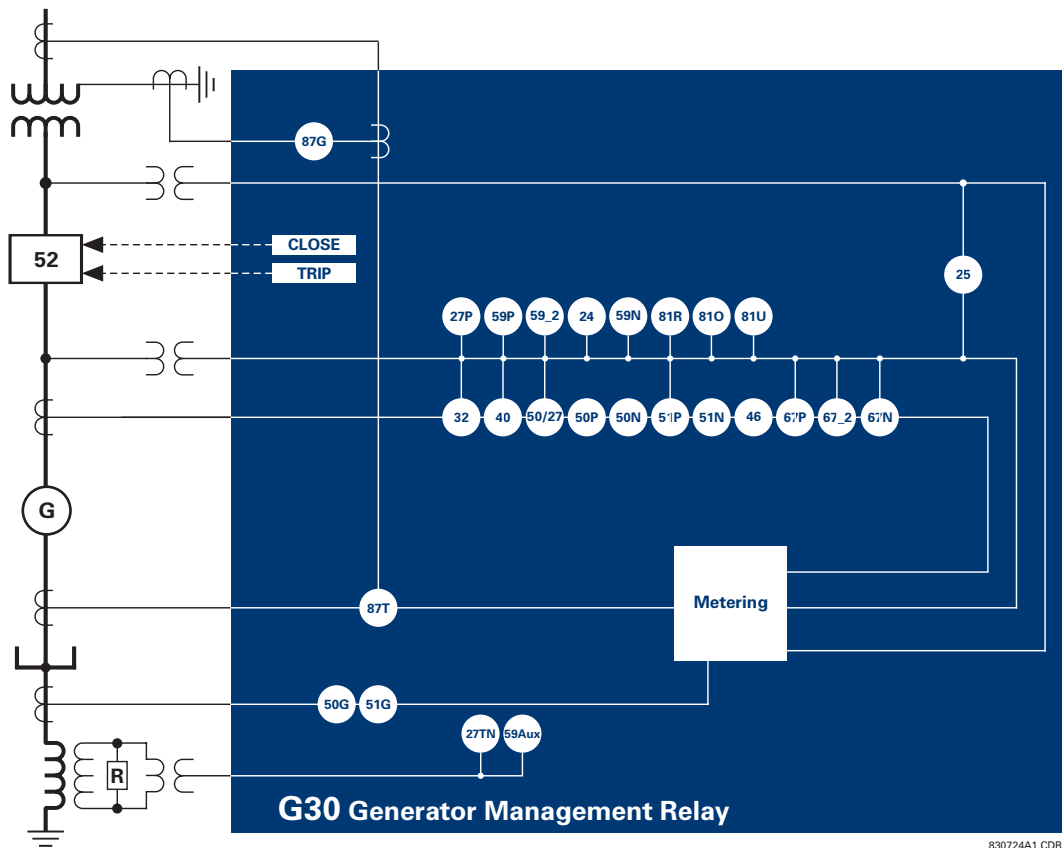 87G
52
CLOSE
TRIP
25
27P 59P 59_2 24 59N 81R 81O 81U
32 40 50/27 50P 50N 51P 51N 46 67P 67_2 67N
G
87T
Metering
50G 51G
27TN 59Aux
R
G30 Generator Management Relay
830724A1.CDR